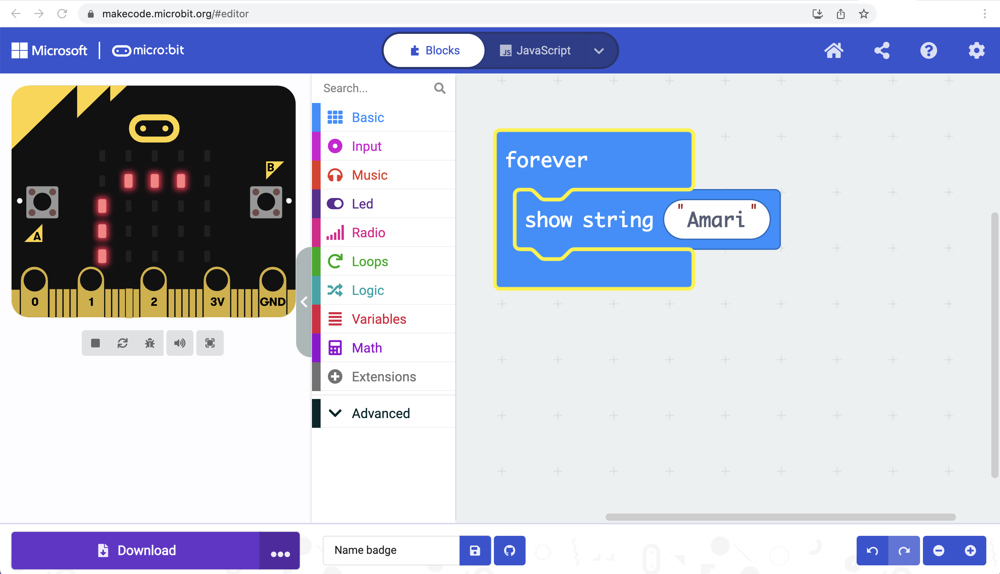 makecode.microbit.org/#editor
Microsoft | micro:bit
Blocks
JS JavaScript
B
A
0 1 2 3V GND
Search...
Basic
Input
Music
Led
Radio
Loops
Logic
Variables
Math
Extensions
Advanced
forever
show string "Amari"
Download
Name badge